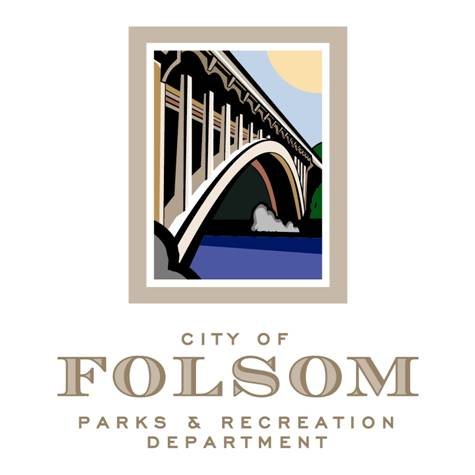 CITY OF
FOLSOM
PARKS & RECREATION
DEPARTMENT